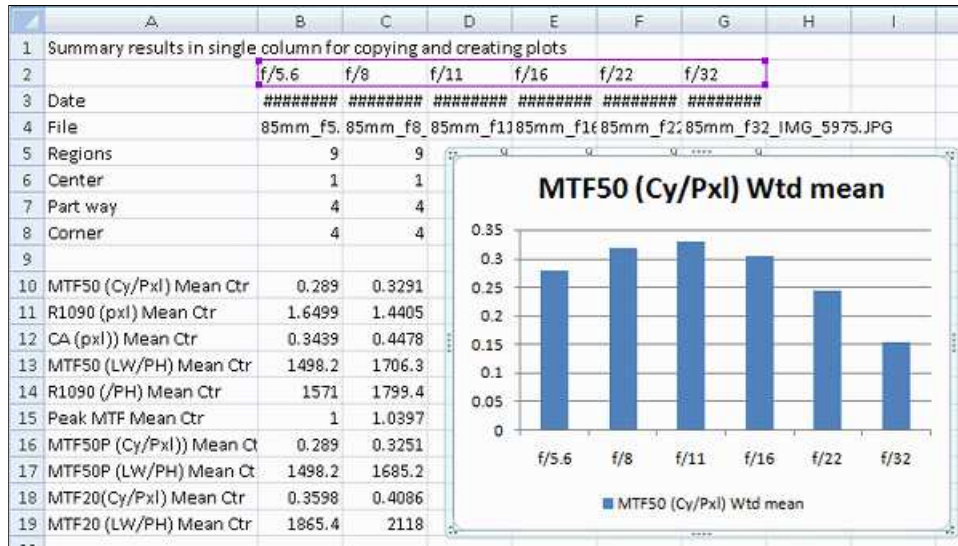 A B C D E F G H I
1 Summary results in single column for copying and creating plots
2 f/5.6 f/8 f/11 f/16 f/22 f/32
3 Date ######## ######## ######## ######## ######## ########
4 File 85mm_f5. 85mm_f8_ 85mm_f11 85mm_f16 85mm_f22 85mm_f32_IMG_5975.JPG
5 Regions 9 9 9 9 9 9
6 Center 1 1
7 Part way 4 4
8 Corner 4 4
9
10 MTF50 (Cy/Pxl) Mean Ctr 0.289 0.3291
11 R1090 (pxl) Mean Ctr 1.6499 1.4405
12 CA (pxl)) Mean Ctr 0.3439 0.4478
13 MTF50 (LW/PH) Mean Ctr 1498.2 1706.3
14 R1090 (/PH) Mean Ctr 1571 1799.4
15 Peak MTF Mean Ctr 1 1.0397
16 MTF50P (Cy/Pxl)) Mean Ct 0.289 0.3251
17 MTF50P (LW/PH) Mean Ct 1498.2 1685.2
18 MTF20(Cy/Pxl) Mean Ctr 0.3598 0.4086
19 MTF20 (LW/PH) Mean Ctr 1865.4 2118
MTF50 (Cy/Pxl) Wtd mean
0.35
0.3
0.25
0.2
0.15
0.1
0.05
0
f/5.6 f/8 f/11 f/16 f/22 f/32
MTF50 (Cy/Pxl) Wtd mean